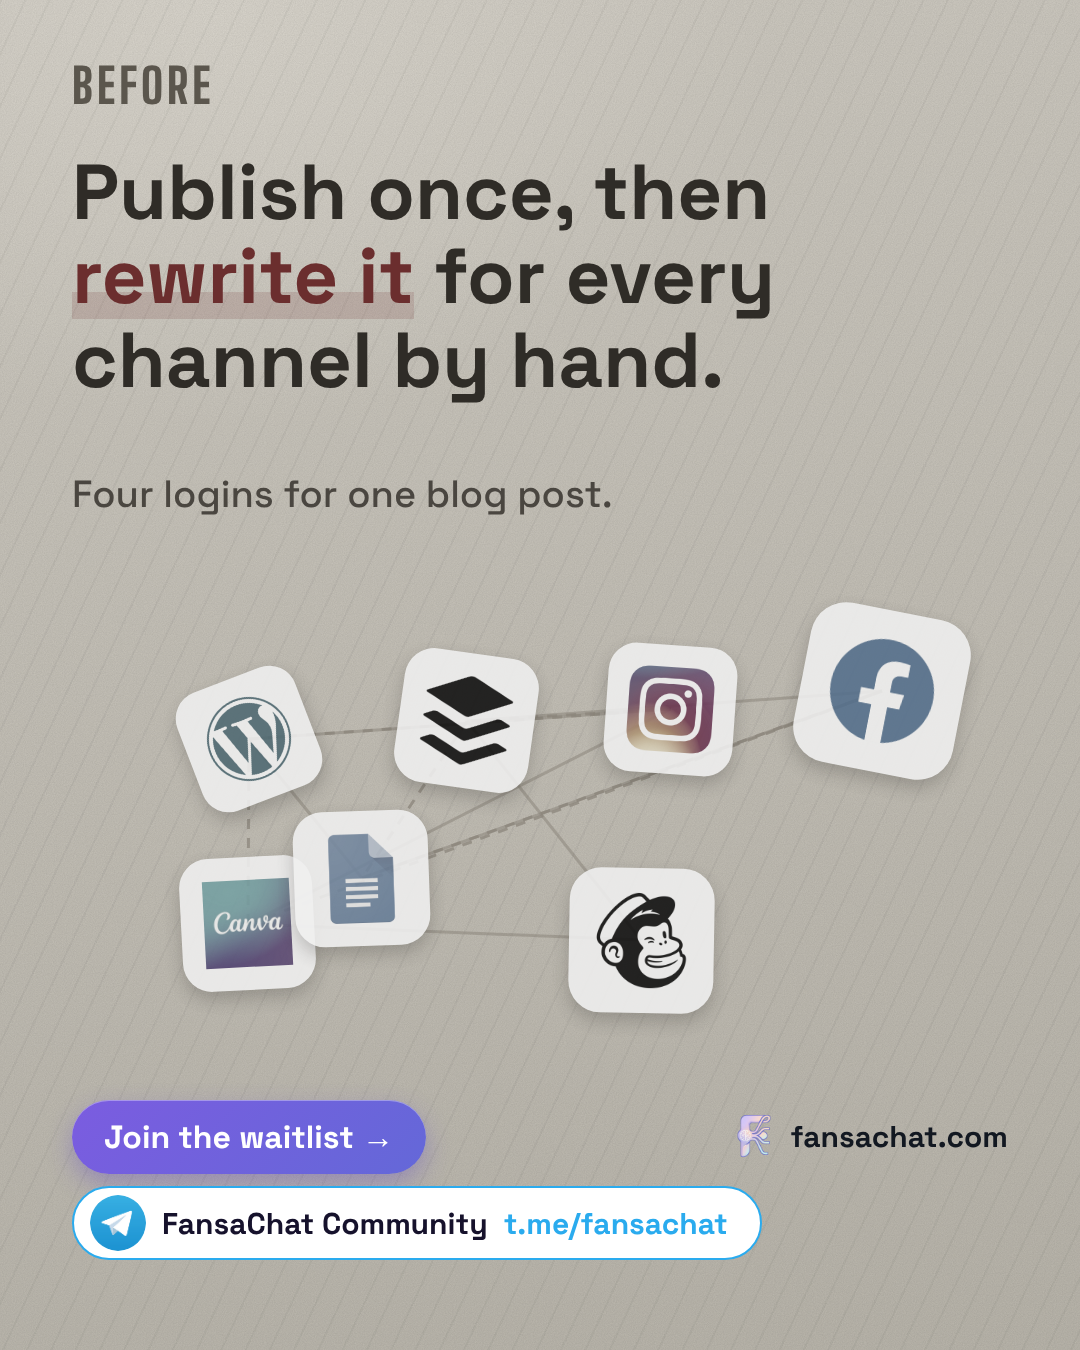 BEFORE
Publish once, then
rewrite it for every
channel by hand.
Four logins for one blog post.
Canva
Join the waitlist →
fansachat.com
FansaChat Community t.me/fansachat